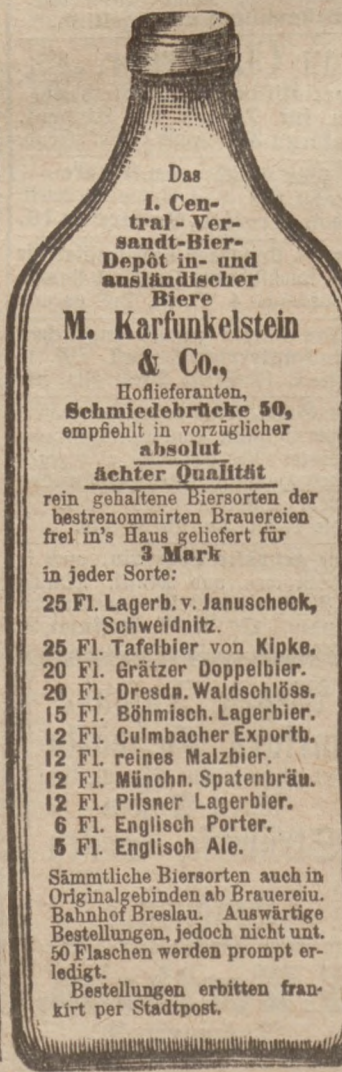 Das
I. Cen-
tral-Ver-
sandt-Bier-
Depôt in- und
ausländischer
Biere
M. Karfunkelstein
& Co.,
Hoflieferanten,
Schmiedebrücke 50,
empfiehlt in vorzüglicher
absolut
ächter Qualität
rein gehaltene Biersorten der
bestrenommirten Brauereien
frei in's Haus geliefert für
3 Mark
in jeder Sorte:
25 Fl. Lagerb. v. Januscheck,
Schweidnitz.
25 Fl. Tafelbier von Kipke.
20 Fl. Grätzer Doppelbier.
20 Fl. Dresdn. Waldschlöss.
15 Fl. Böhmisch. Lagerbier.
12 Fl. Culmbacher Exportb.
12 Fl. reines Malzbier.
12 Fl. Münchn. Spatenbräu.
12 Fl. Pilsner Lagerbier.
6 Fl. Englisch Porter.
5 Fl. Englisch Ale.
Sämmtliche Biersorten auch in
Originalgebinden ab Brauereiu.
Bahnhof Breslau. Auswärtige
Bestellungen, jedoch nicht unt.
50 Flaschen werden prompt er-
ledigt.
Bestellungen erbitten fran-
kirt per Stadtpost.